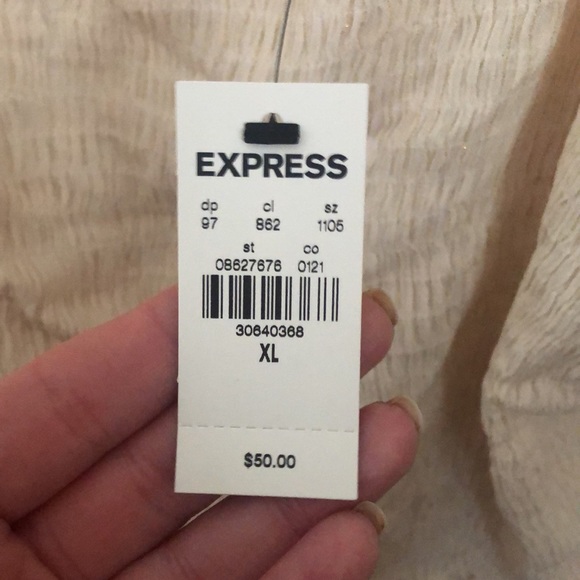 EXPRESS
dp cl sz
97 862 1105
st co
08627676 0121
30640368
XL
$50.00